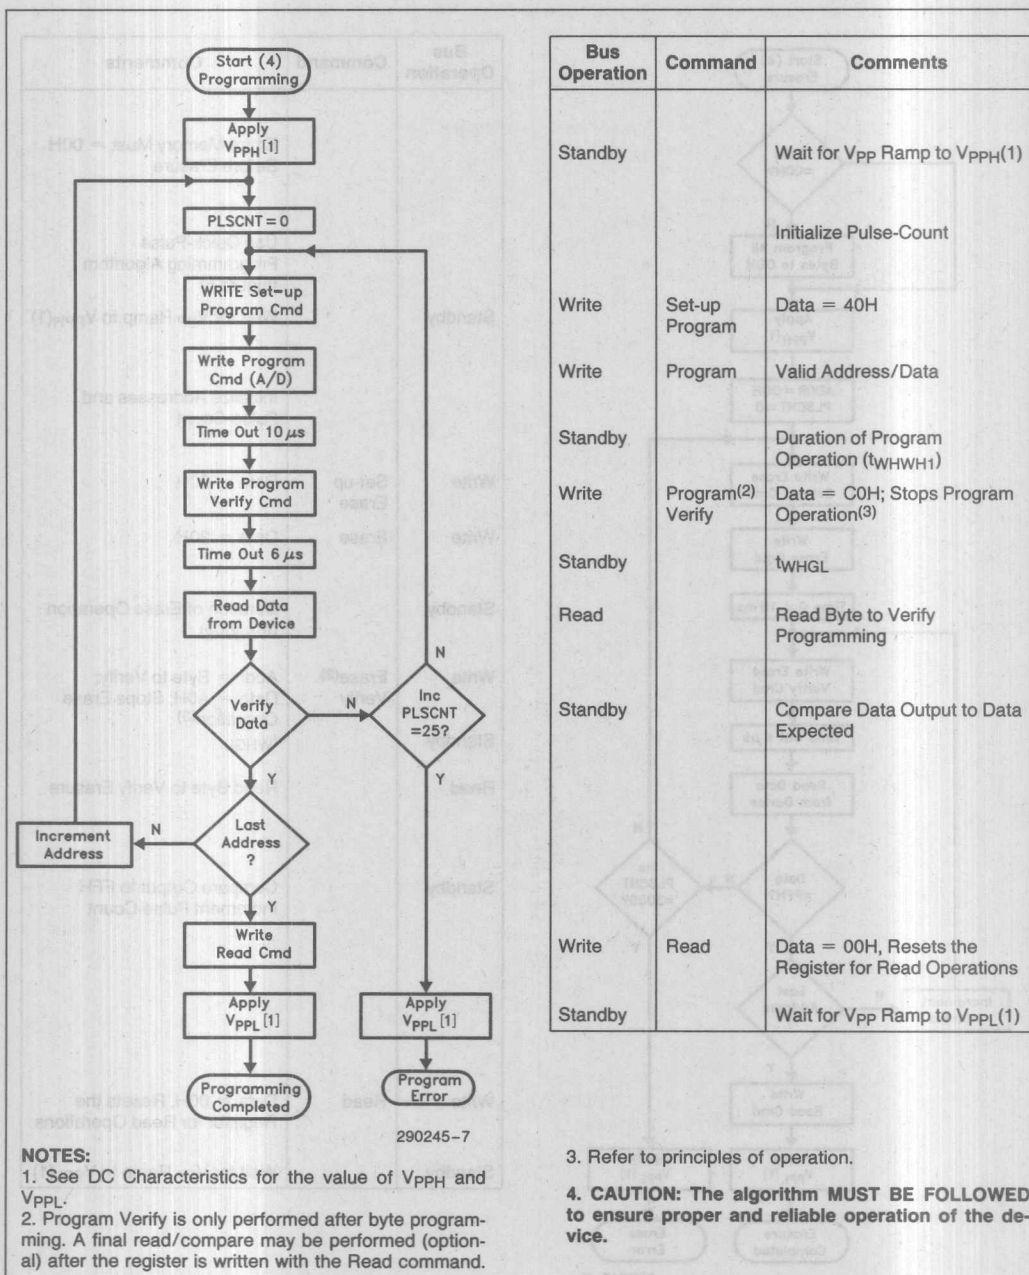 Start (4)
Programming
Apply
VPPH[1]
PLSCNT = 0
WRITE Set-up
Program Cmd
Write Program
Cmd (A/D)
Time Out 10 μs
Write Program
Verify Cmd
Time Out 6 μs
Read Data
from Device
Verify
Data
N
Inc
PLSCNT
=25?
N
Y
Y
Last
Address
?
N
Increment
Address
Y
Write
Read Cmd
Apply
VPPL[1]
Programming
Completed
Apply
VPPL[1]
Program
Error
290245–7
Bus
Operation
Command
Comments
Standby
Wait for VPP Ramp to VPPH(1)
Initialize Pulse-Count
Write
Set-up
Program
Data = 40H
Write
Program
Valid Address/Data
Standby
Duration of Program
Operation (tWHWH1)
Write
Program(2)
Verify
Data = C0H; Stops Program
Operation(3)
Standby
tWHGL
Read
Read Byte to Verify
Programming
Standby
Compare Data Output to Data
Expected
Write
Read
Data = 00H, Resets the
Register for Read Operations
Standby
Wait for VPP Ramp to VPPL(1)
NOTES:
1. See DC Characteristics for the value of VPPH and
VPPL.
2. Program Verify is only performed after byte program-
ming. A final read/compare may be performed (option-
al) after the register is written with the Read command.
3. Refer to principles of operation.
4. CAUTION: The algorithm MUST BE FOLLOWED
to ensure proper and reliable operation of the de-
vice.